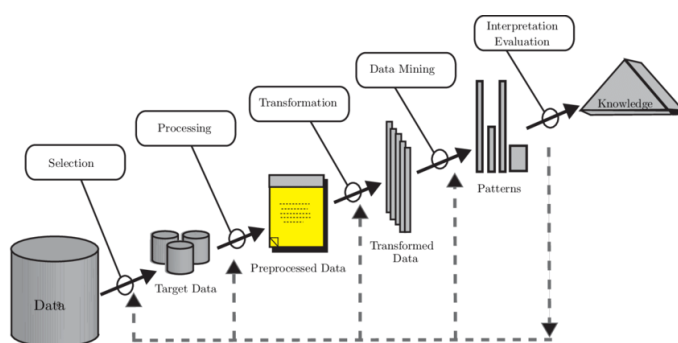 Interpretation
Evaluation
Data Mining
Transformation
Processing
Selection
Knowledge
Patterns
Transformed
Data
Preprocessed Data
Target Data
Data